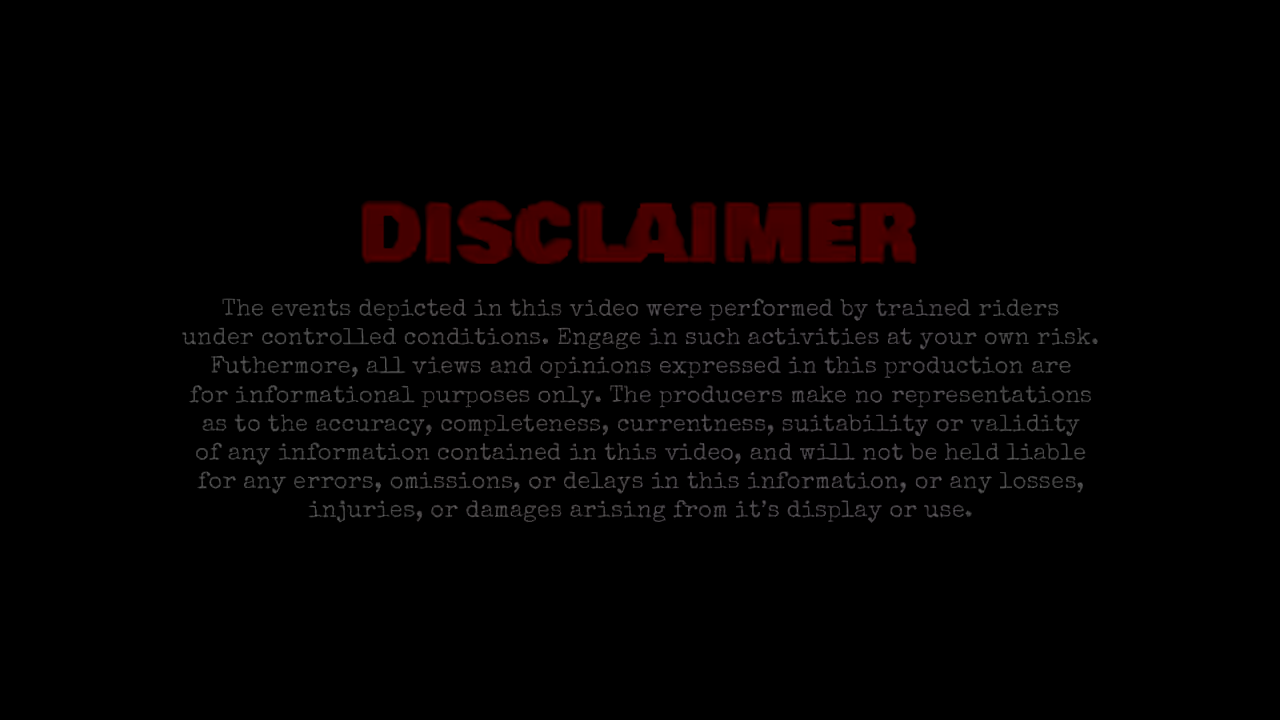 DISCLAIMER
The events depicted in this video were performed by trained riders
under controlled conditions. Engage in such activities at your own risk.
Futhermore, all views and opinions expressed in this production are
for informational purposes only. The producers make no representations
as to the accuracy, completeness, currentness, suitability or validity
of any information contained in this video, and will not be held liable
for any errors, omissions, or delays in this information, or any losses,
injuries, or damages arising from it's display or use.